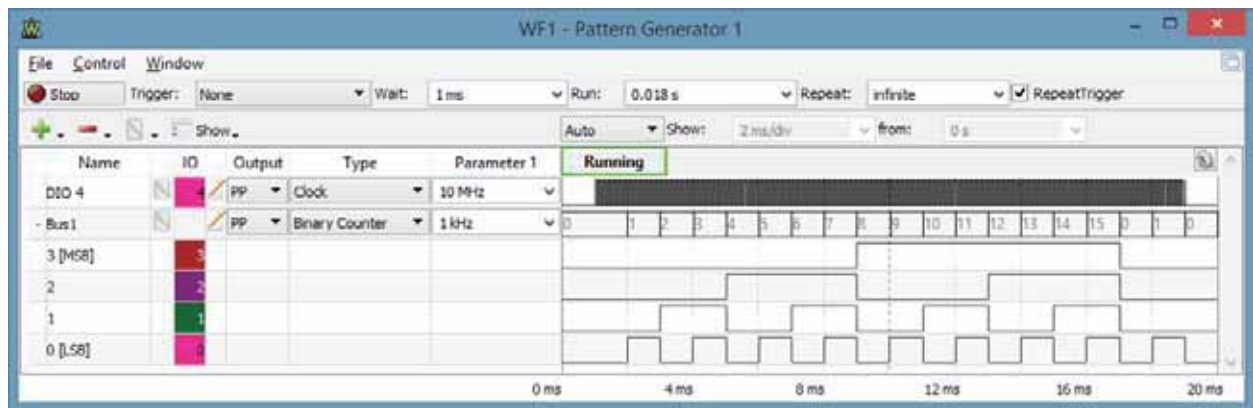 WF1 - Pattern Generator 1
File Control Window
Stop Trigger: None Wait: 1 ms Run: 0.018 s Repeat: infinite RepeatTrigger
Show Auto Show: 2 ms/div from: 0 s
Name IO Output Type Parameter 1 Running
DIO 4 4 PP Clock 10 MHz
- Bus1 PP Binary Counter 1 kHz 0 1 2 3 4 5 6 7 8 9 10 11 12 13 14 15 0 1 0
3 [MSB] 3
2 2
1 1
0 [LSB] 0
0 ms 4 ms 8 ms 12 ms 16 ms 20 ms